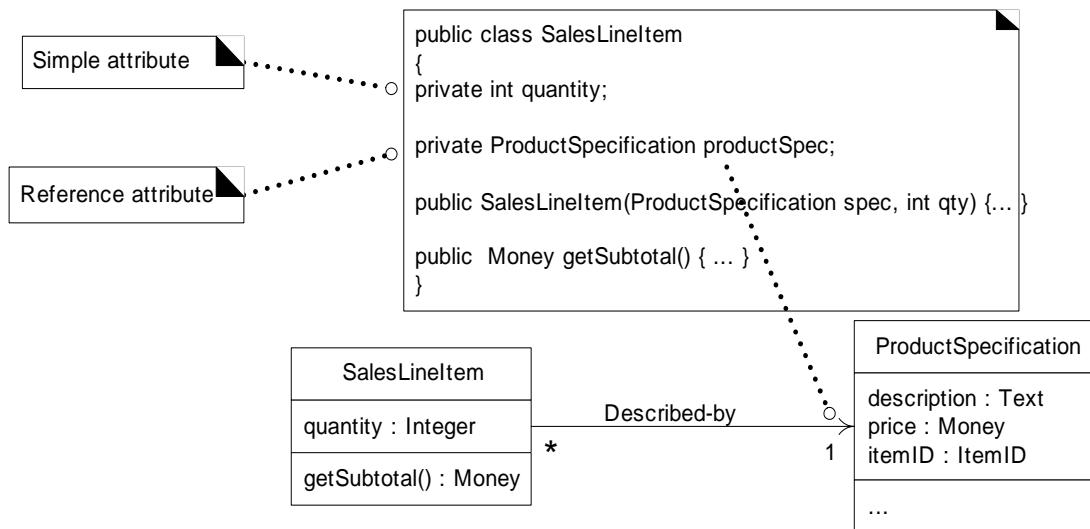 public class SalesLineItem
{
Simple attribute
private int quantity;
private ProductSpecification productSpec;
Reference attribute
public SalesLineItem(ProductSpecification spec, int qty) {... }
public  Money getSubtotal() { ... }
}
ProductSpecification
SalesLineItem
description : Text
price : Money
itemID : ItemID
...
quantity : Integer
getSubtotal() : Money
Described-by
*
1